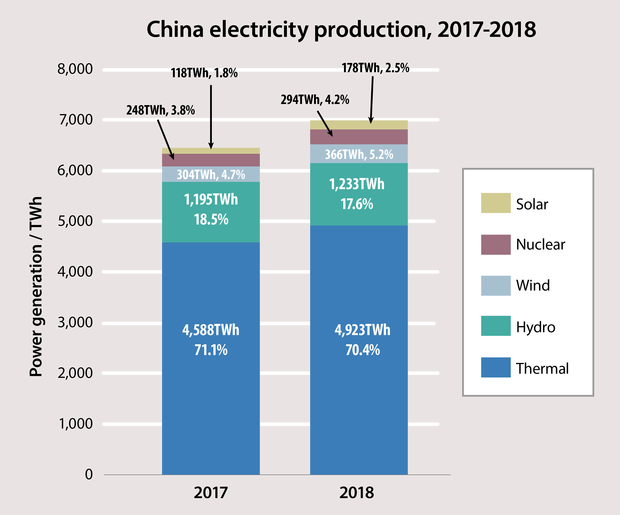 China electricity production, 2017-2018
Power generation / TWh
8,000
7,000
6,000
5,000
4,000
3,000
2,000
1,000
0
118TWh, 1.8%
248TWh, 3.8%
304TWh, 4.7%
1,195TWh
18.5%
4,588TWh
71.1%
2017
178TWh, 2.5%
294TWh, 4.2%
366TWh, 5.2%
1,233TWh
17.6%
4,923TWh
70.4%
2018
Solar
Nuclear
Wind
Hydro
Thermal